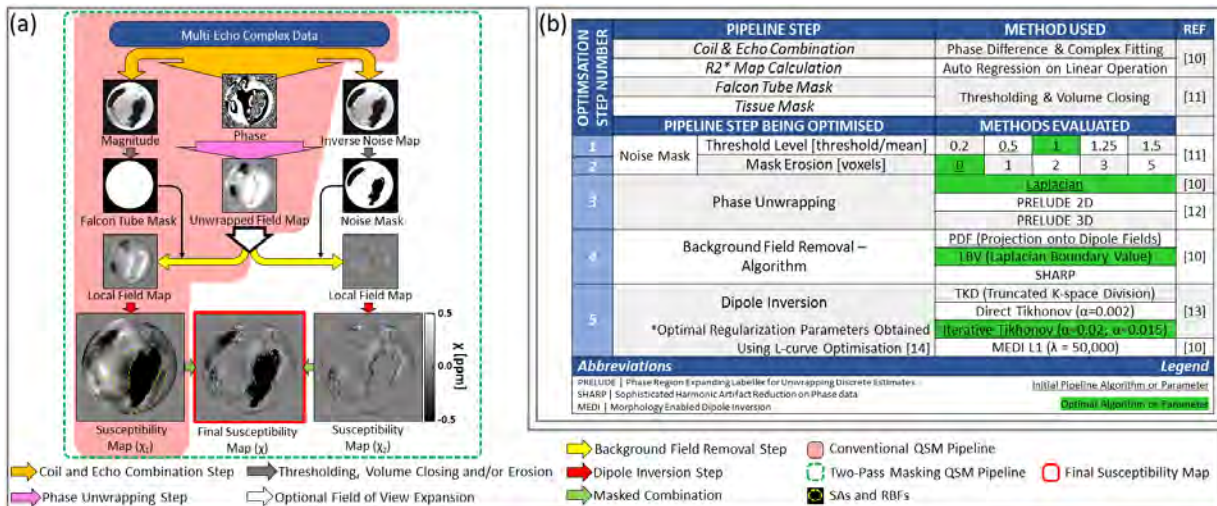 (a)
Multi-Echo Complex Data
Magnitude
Phase
Inverse Noise Map
Falcon Tube Mask
Unwrapped Field Map
Noise Mask
Local Field Map
Local Field Map
0.5
0.0
-0.5
χ [ppm]
Susceptibility Map (χ₁)
Final Susceptibility Map (χ)
Susceptibility Map (χ₂)
Coil and Echo Combination Step
Phase Unwrapping Step
Thresholding, Volume Closing and/or Erosion
Optional Field of View Expansion
Background Field Removal Step
Dipole Inversion Step
Masked Combination
Conventional QSM Pipeline
Two-Pass Masking QSM Pipeline
SAs and RBFs
Final Susceptibility Map
(b)
OPTIMSATION STEP NUMBER
PIPELINE STEP METHOD USED REF
Coil & Echo Combination Phase Difference & Complex Fitting [10]
R2* Map Calculation Auto Regression on Linear Operation
Falcon Tube Mask Thresholding & Volume Closing [11]
Tissue Mask
PIPELINE STEP BEING OPTIMISED METHODS EVALUATED
1 Noise Mask Threshold Level [threshold/mean] 0.2 0.5 1 1.25 1.5 [11]
2 Mask Erosion [voxels] 0 1 2 3 5
3 Phase Unwrapping Laplacian [10]
PRELUDE 2D [12]
PRELUDE 3D
4 Background Field Removal – Algorithm PDF (Projection onto Dipole Fields) [10]
LBV (Laplacian Boundary Value)
SHARP
5 Dipole Inversion TKD (Truncated K-space Division) [13]
Direct Tikhonov (α=0.002)
*Optimal Regularization Parameters Obtained Iterative Tikhonov (α=0.02; α=0.015)
Using L-curve Optimisation [14] MEDI L1 (λ = 50,000) [10]
Abbreviations Legend
PRELUDE | Phase Region Expanding Labeller for Unwrapping Discrete Estimates
SHARP | Sophisticated Harmonic Artifact Reduction on Phase data
MEDI | Morphology Enabled Dipole Inversion
Initial Pipeline Algorithm or Parameter
Optimal Algorithm or Parameter